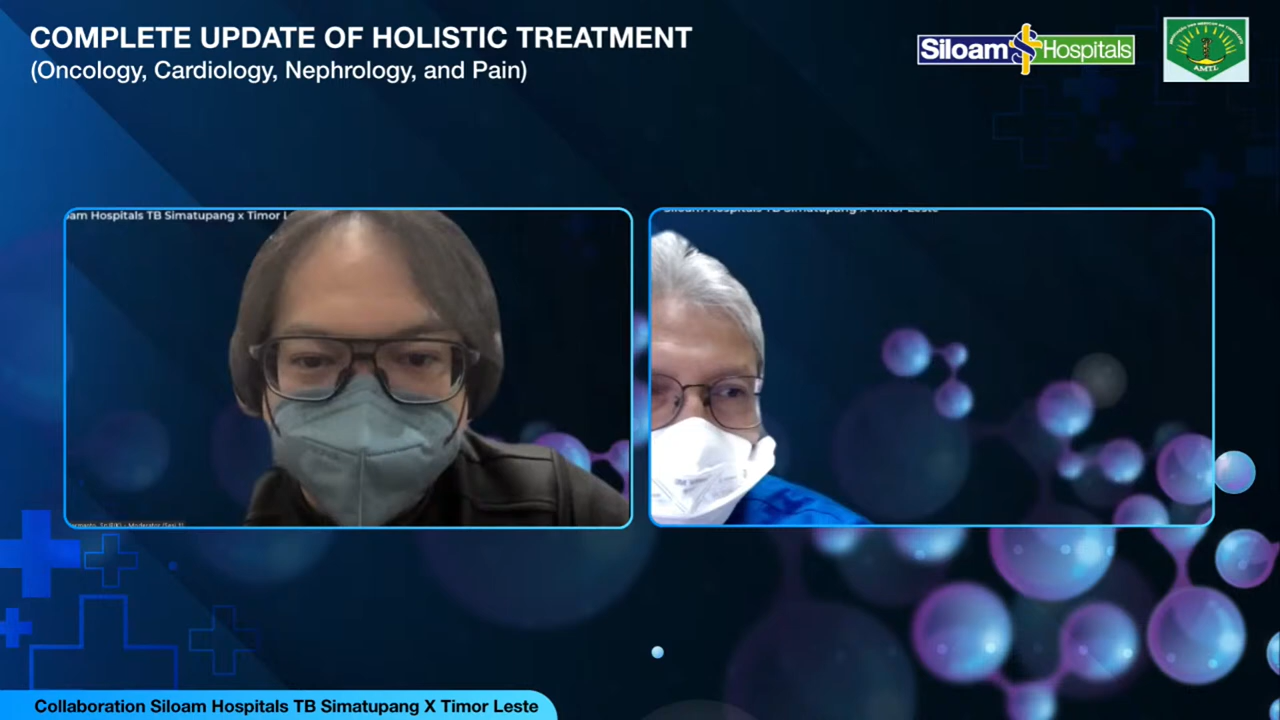 COMPLETE UPDATE OF HOLISTIC TREATMENT
(Oncology, Cardiology, Nephrology, and Pain)
Siloam Hospitals
AMTL
am Hospitals TB Simatupang x Timor L
Siloam Hospitals TB Simatupang x Timor Leste
Moderator
Collaboration Siloam Hospitals TB Simatupang X Timor Leste